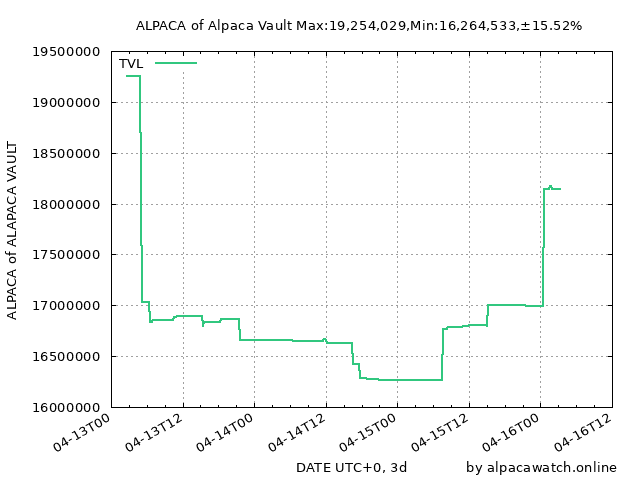 ALPACA of Alpaca Vault Max:19,254,029,Min:16,264,533,±15.52%
TVL
19500000
19000000
18500000
18000000
17500000
17000000
16500000
16000000
ALPACA of ALAPACA VAULT
04-13T00
04-13T12
04-14T00
04-14T12
04-15T00
04-15T12
04-16T00
04-16T12
DATE UTC+0, 3d
by alpacawatch.online